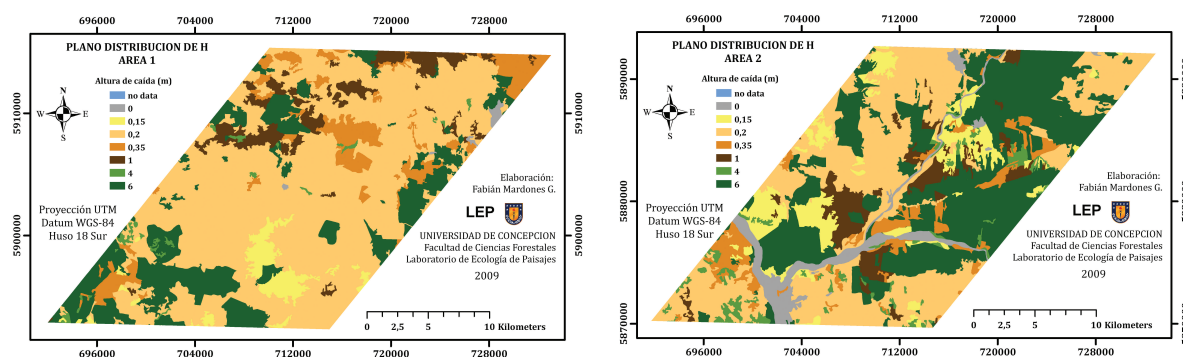 696000 704000 712000 720000 728000
PLANO DISTRIBUCION DE H
AREA 1
Altura de caída (m)
no data
0
0,15
0,2
0,35
1
4
6
N
W E
S
5910000
5900000
5910000
5900000
Proyección UTM
Datum WGS-84
Huso 18 Sur
Elaboración:
Fabián Mardones G.
LEP
UNIVERSIDAD DE CONCEPCION
Facultad de Ciencias Forestales
Laboratorio de Ecología de Paisajes
2009
0 2,5 5 10 Kilometers
696000 704000 712000 720000 728000
696000 704000 712000 720000 728000
PLANO DISTRIBUCION DE H
AREA 2
Altura de caída (m)
no data
0
0,15
0,2
0,35
1
4
6
N
W E
S
5890000
5880000
5870000
Proyección UTM
Datum WGS-84
Huso 18 Sur
Elaboración:
Fabián Mardones G.
LEP
UNIVERSIDAD DE CONCEPCION
Facultad de Ciencias Forestales
Laboratorio de Ecología de Paisajes
2009
0 2,5 5 10 Kilometers
696000 704000 712000 720000 728000